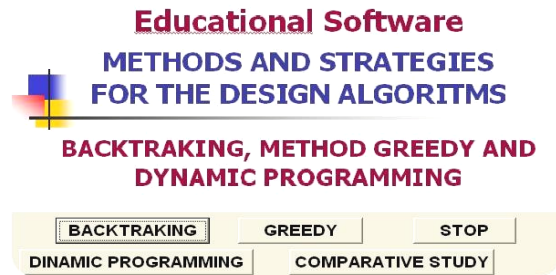 Educational Software
METHODS AND STRATEGIES
FOR THE DESIGN ALGORITMS
BACKTRAKING, METHOD GREEDY AND
DYNAMIC PROGRAMMING
BACKTRAKING GREEDY STOP
DINAMIC PROGRAMMING COMPARATIVE STUDY